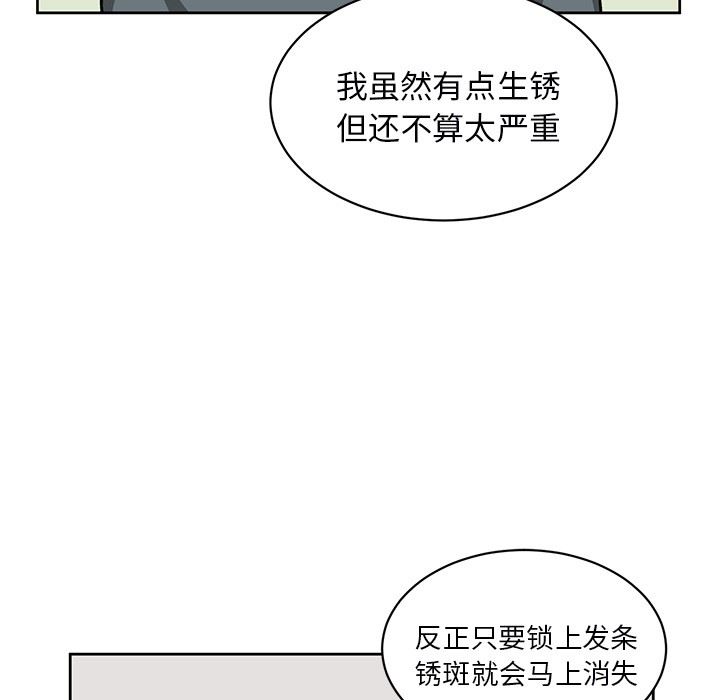 我虽然有点生锈
但还不算太严重
反正只要锁上发条
锈斑就会马上消失